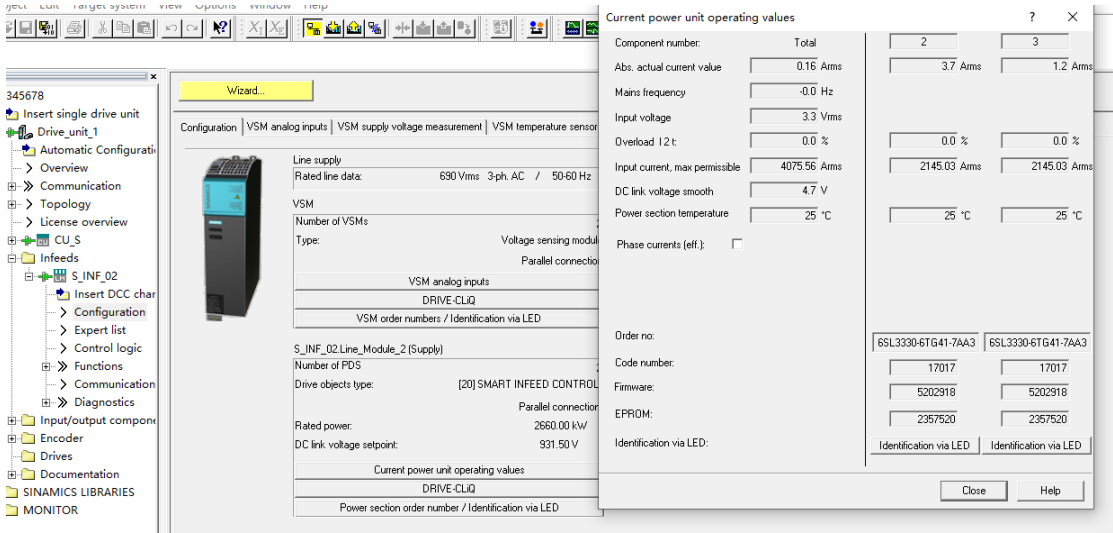 View Options Window Help
Wizard...
345678
Insert single drive unit
Drive_unit_1
Automatic Configurati
Overview
Communication
Topology
License overview
CU_S
Infeeds
S_INF_02
Insert DCC char
Configuration
Expert list
Control logic
Functions
Communication
Diagnostics
Input/output compone
Encoder
Drives
Documentation
SINAMICS LIBRARIES
MONITOR
Configuration VSM analog inputs VSM supply voltage measurement VSM temperature sensor
Line supply
Rated line data: 690 Vrms 3-ph. AC / 50-60 Hz
VSM
Number of VSMs
Type: Voltage sensing modul
Parallel connection
VSM analog inputs
DRIVE-CLiQ
VSM order numbers / Identification via LED
S_INF_02.Line_Module_2 (Supply)
Number of PDS
Drive objects type: [20] SMART INFEED CONTROL
Parallel connection
Rated power: 2660.00 kW
DC link voltage setpoint: 931.50 V
Current power unit operating values
DRIVE-CLiQ
Power section order number / Identification via LED
Current power unit operating values ?
Component number: Total 2 3
Abs. actual current value 0.16 Arms 3.7 Arms 1.2 Arms
Mains frequency -0.0 Hz
Input voltage 3.3 Vrms
Overload I 2 t: 0.0 % 0.0 % 0.0 %
Input current, max permissible 4075.56 Arms 2145.03 Arms 2145.03 Arms
DC link voltage smooth 4.7 V
Power section temperature 25 °C 25 °C 25 °C
Phase currents (eff.):
Order no: 6SL3330-6TG41-7AA3 6SL3330-6TG41-7AA3
Code number: 17017 17017
Firmware: 5202918 5202918
EPROM: 2357520 2357520
Identification via LED: Identification via LED Identification via LED
Close Help